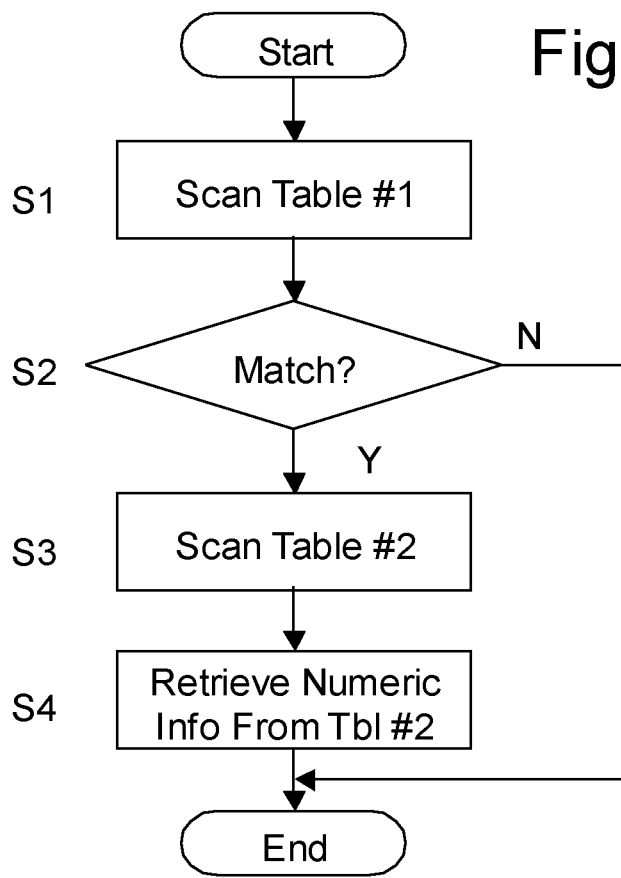 Start
Fig
S1
Scan Table #1
S2
Match?
N
Y
S3
Scan Table #2
S4
Retrieve Numeric
Info From Tbl #2
End